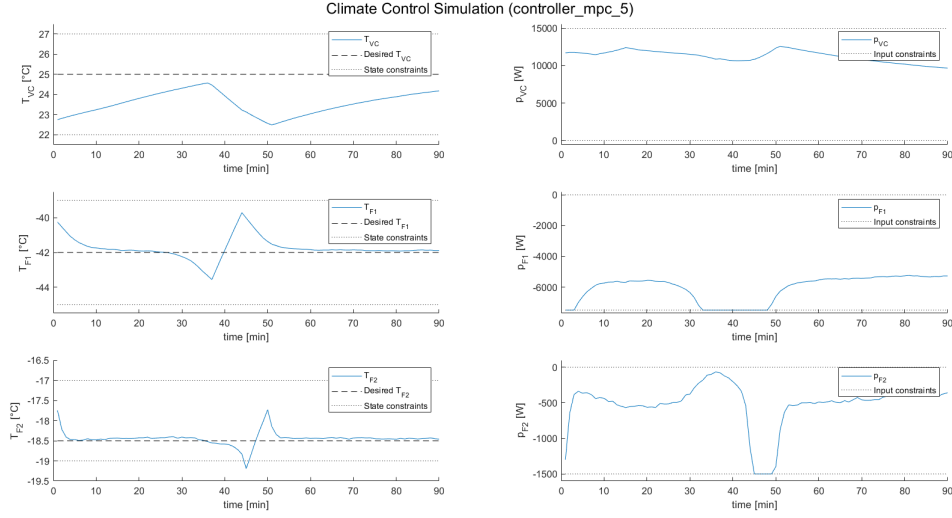 Climate Control Simulation (controller_mpc_5)
T_VC [°C]
27
26
25
24
23
22
0 10 20 30 40 50 60 70 80 90
time [min]
T_VC
Desired T_VC
State constraints
p_VC [W]
15000
10000
5000
0
0 10 20 30 40 50 60 70 80 90
time [min]
p_VC
Input constraints
T_F1 [°C]
-40
-42
-44
0 10 20 30 40 50 60 70 80 90
time [min]
T_F1
Desired T_F1
State constraints
p_F1 [W]
0
-2000
-4000
-6000
0 10 20 30 40 50 60 70 80 90
time [min]
p_F1
Input constraints
T_F2 [°C]
-16.5
-17
-17.5
-18
-18.5
-19
-19.5
0 10 20 30 40 50 60 70 80 90
time [min]
T_F2
Desired T_F2
State constraints
p_F2 [W]
0
-500
-1000
-1500
0 10 20 30 40 50 60 70 80 90
time [min]
p_F2
Input constraints